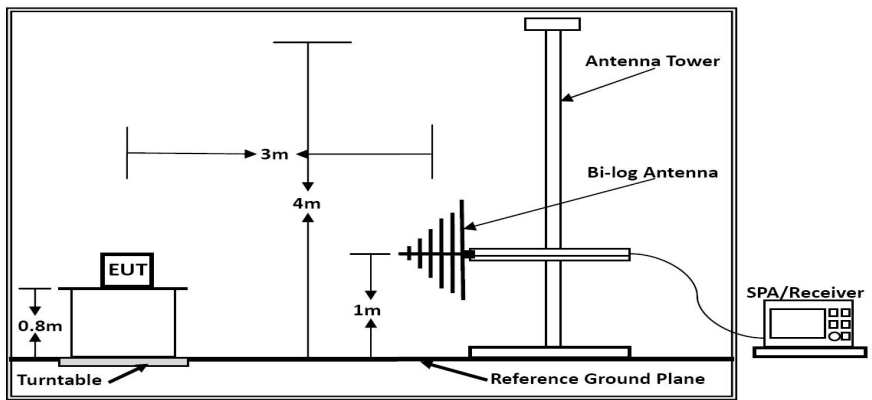 Antenna Tower
3m
Bi-log Antenna
4m
EUT
SPA/Receiver
0.8m
1m
Turntable
Reference Ground Plane